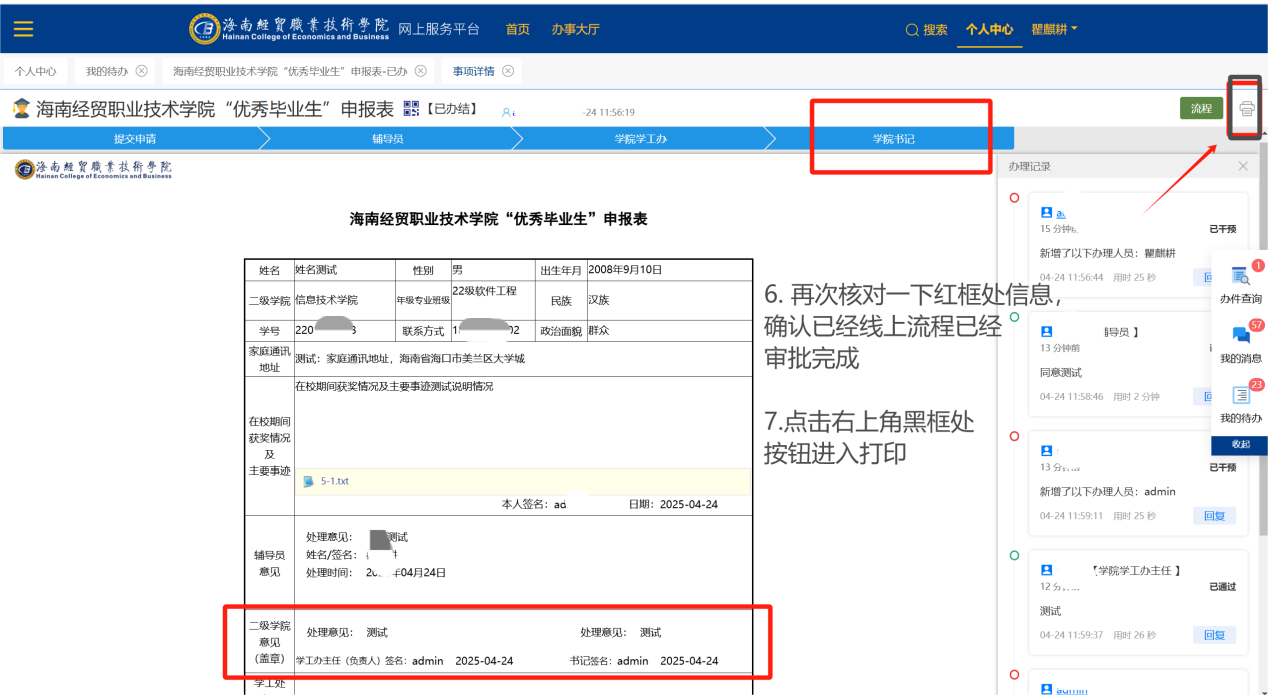 海南经贸職業技術學院 网上服务平台 首页 办事大厅 搜索 个人中心 瞿麒耕
Hainan College of Economics and Business
个人中心 我的待办 海南经贸职业技术学院“优秀毕业生”申报表-已办 事项详情
海南经贸职业技术学院“优秀毕业生”申报表 【已办结】 -24 11:56:19 流程
提交申请 辅导员 学院学工办 学院书记
海南经贸職業技術學院
Hainan College of Economics and Business
海南经贸职业技术学院“优秀毕业生”申报表
姓名 姓名测试 性别 男 出生年月 2008年9月10日
二级学院 信息技术学院 年级专业班级 22级软件工程 民族 汉族
学号 220 3 联系方式 1 02 政治面貌 群众
家庭通讯地址 测试：家庭通讯地址，海南省海口市美兰区大学城
在校期间获奖情况及主要事迹测试说明情况
在校期间
获奖情况
及
主要事迹
5-1.txt
本人签名：ad 日期：2025-04-24
辅导员
意见
处理意见： 测试
姓名/签名：
处理时间： 20 年04月24日
二级学院
意见
(盖章)
处理意见： 测试 处理意见： 测试
学工办主任（负责人）签名：admin 2025-04-24 书记签名：admin 2025-04-24
学工处
6. 再次核对一下红框处信息，
确认已经线上流程已经
审批完成
7.点击右上角黑框处
按钮进入打印
办理记录
15 分钟 已干预
新增了以下办理人员：瞿麒耕
04-24 11:56:44 用时 25 秒 回
导员 】
13 分钟前
同意测试
04-24 11:58:46 用时 2 分钟 回
13 分 已干预
新增了以下办理人员：admin
04-24 11:59:11 用时 25 秒 回复
【学院学工办主任 】
12 分 已通过
测试
04-24 11:59:37 用时 26 秒 回复
admin
1
办件查询
57
我的消息
23
我的待办
收起